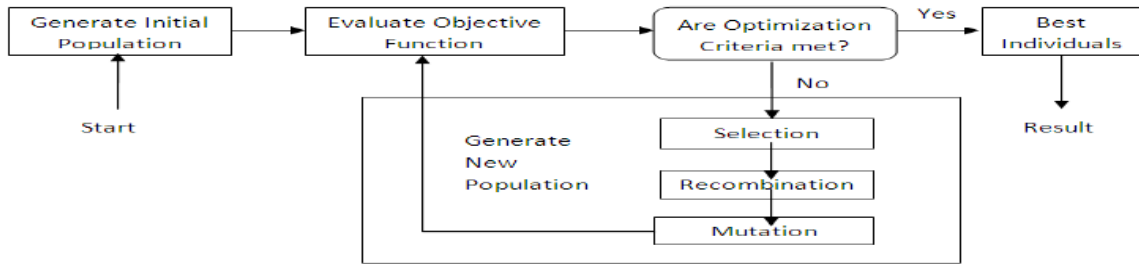 Generate Initial
Population
Evaluate Objective
Function
Are Optimization
Criteria met?
Yes
Best
Individuals
No
Start
Result
Generate
New
Population
Selection
Recombination
Mutation